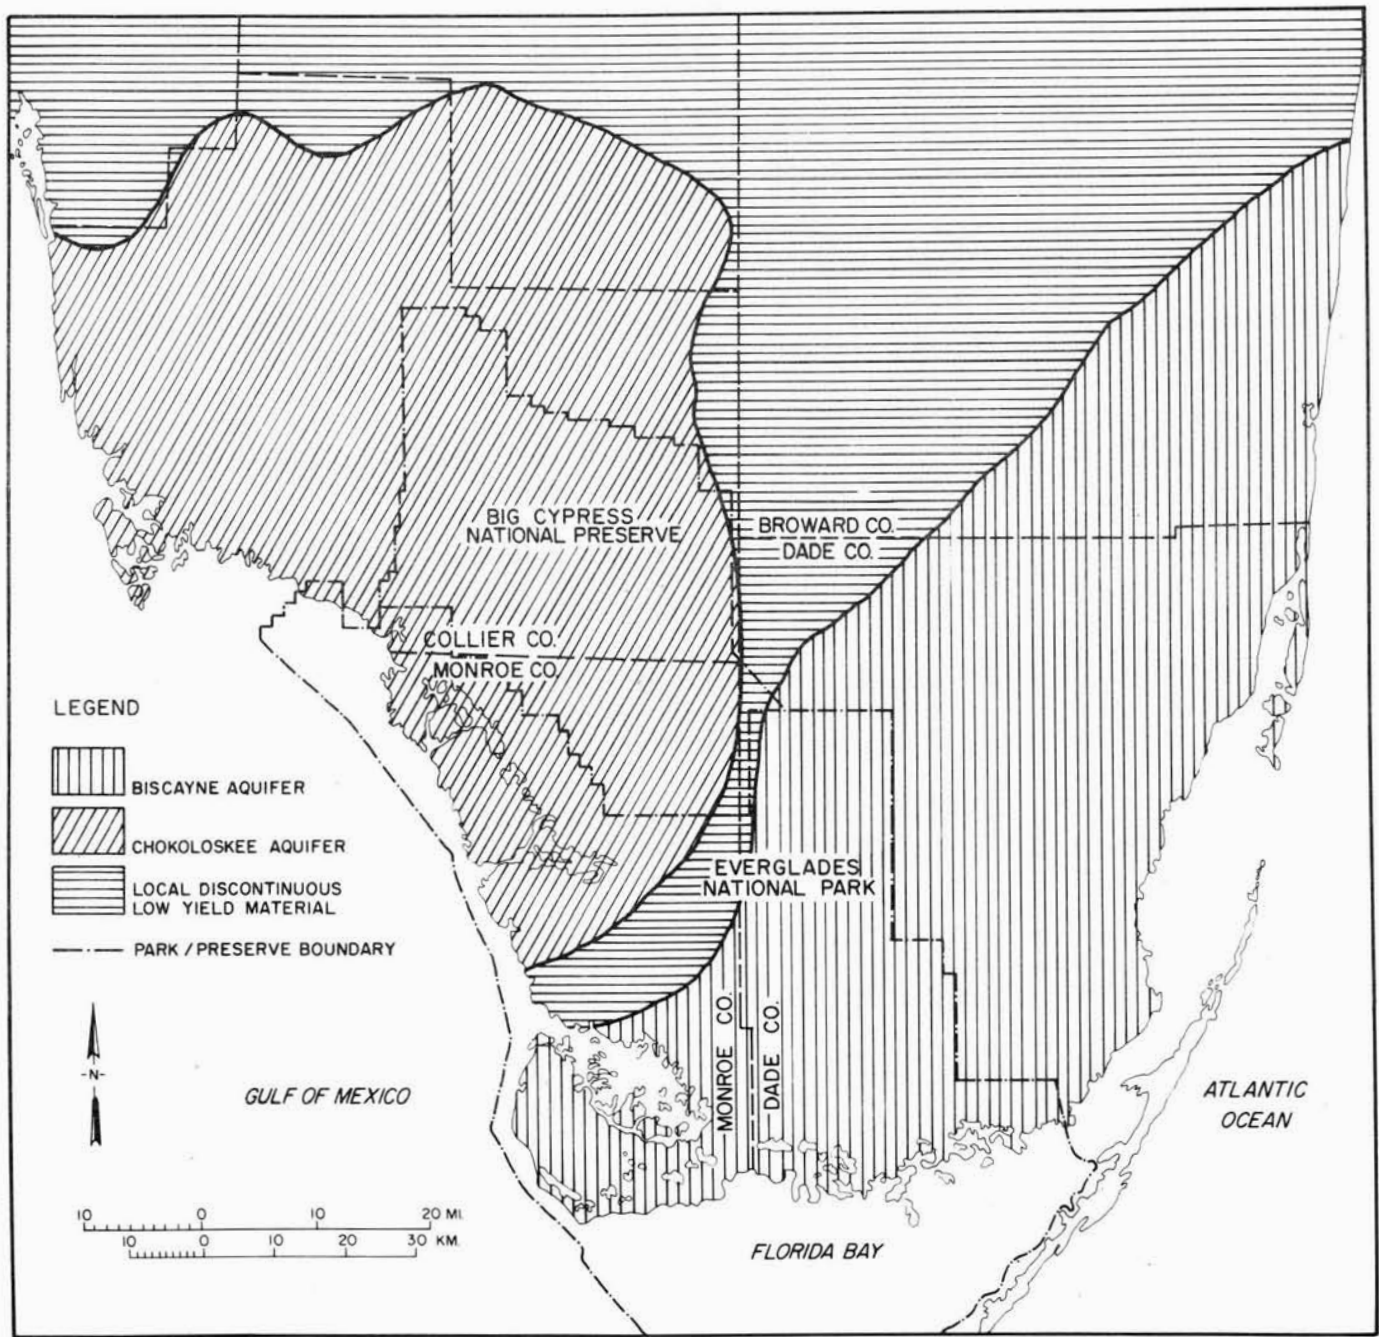 BIG CYPRESS
NATIONAL PRESERVE
BROWARD CO.
DADE CO.
COLLIER CO.
MONROE CO.
LEGEND
BISCAYNE AQUIFER
CHOKOLOSKEE AQUIFER
LOCAL DISCONTINUOUS
LOW YIELD MATERIAL
PARK / PRESERVE BOUNDARY
EVERGLADES
NATIONAL PARK
MONROE CO.
DADE CO.
-N-
GULF OF MEXICO
ATLANTIC
OCEAN
10 0 10 20 MI.
10 0 10 20 30 KM.
FLORIDA BAY